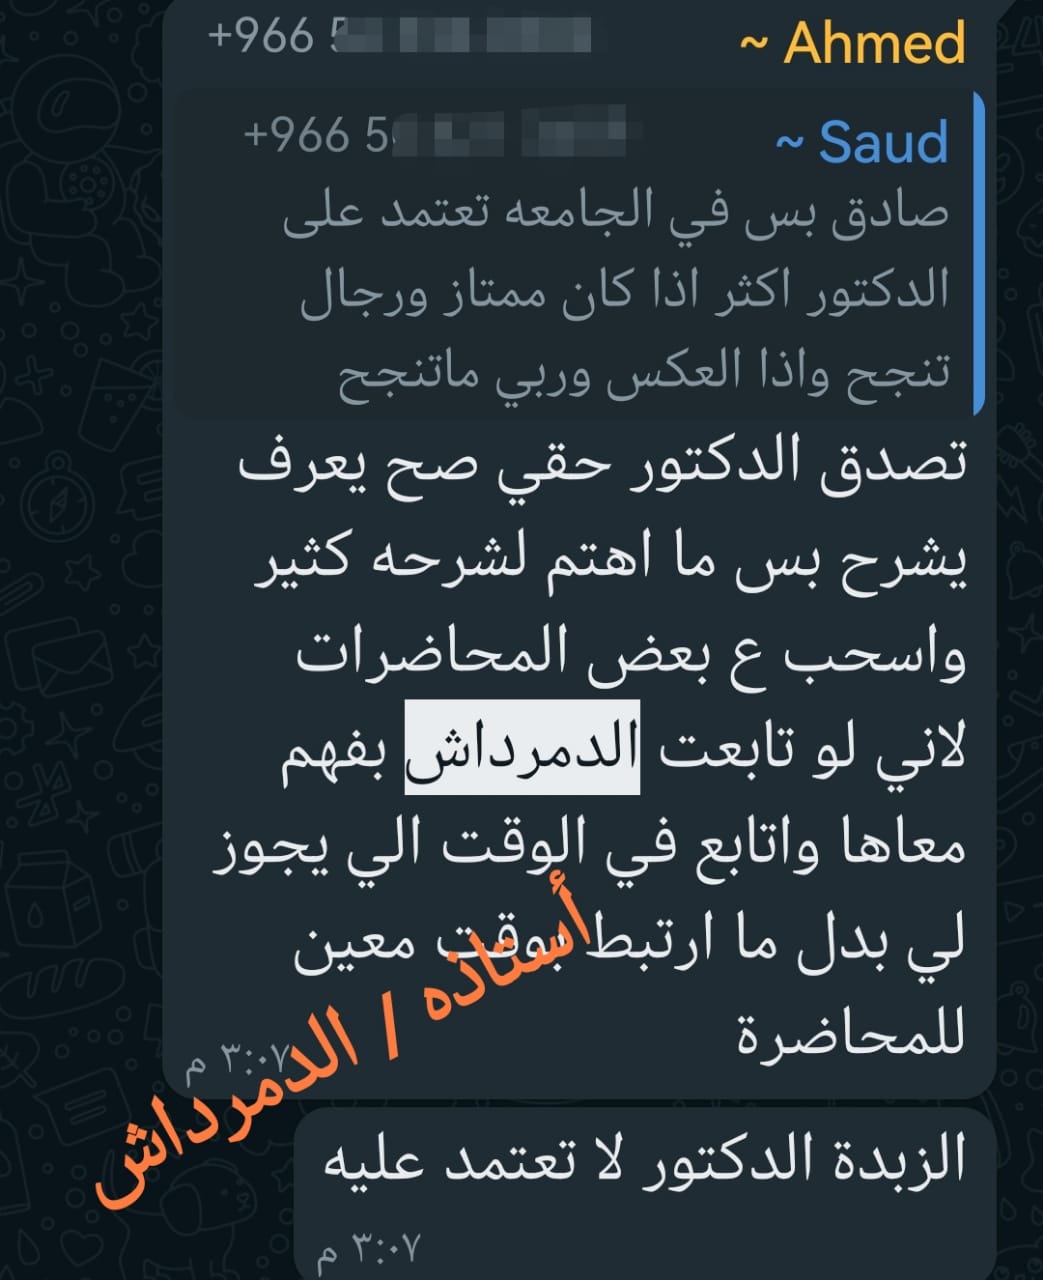 ~ Ahmed +966 5
~ Saud +966 5
صادق بس في الجامعه تعتمد على
الدكتور اكثر اذا كان ممتاز ورجال
تنجح واذا العكس وربي ماتنجح
تصدق الدكتور حقي صح يعرف
يشرح بس ما اهتم لشرحه كثير
واسحب ع بعض المحاضرات
لاني لو تابعت الدمرداش بفهم
معاها واتابع في الوقت الي يجوز
لي بدل ما ارتبط بوقت معين
للمحاضرة
٣:٠٧ م
أستاذه / الدمرداش
الزبدة الدكتور لا تعتمد عليه
٣:٠٧ م